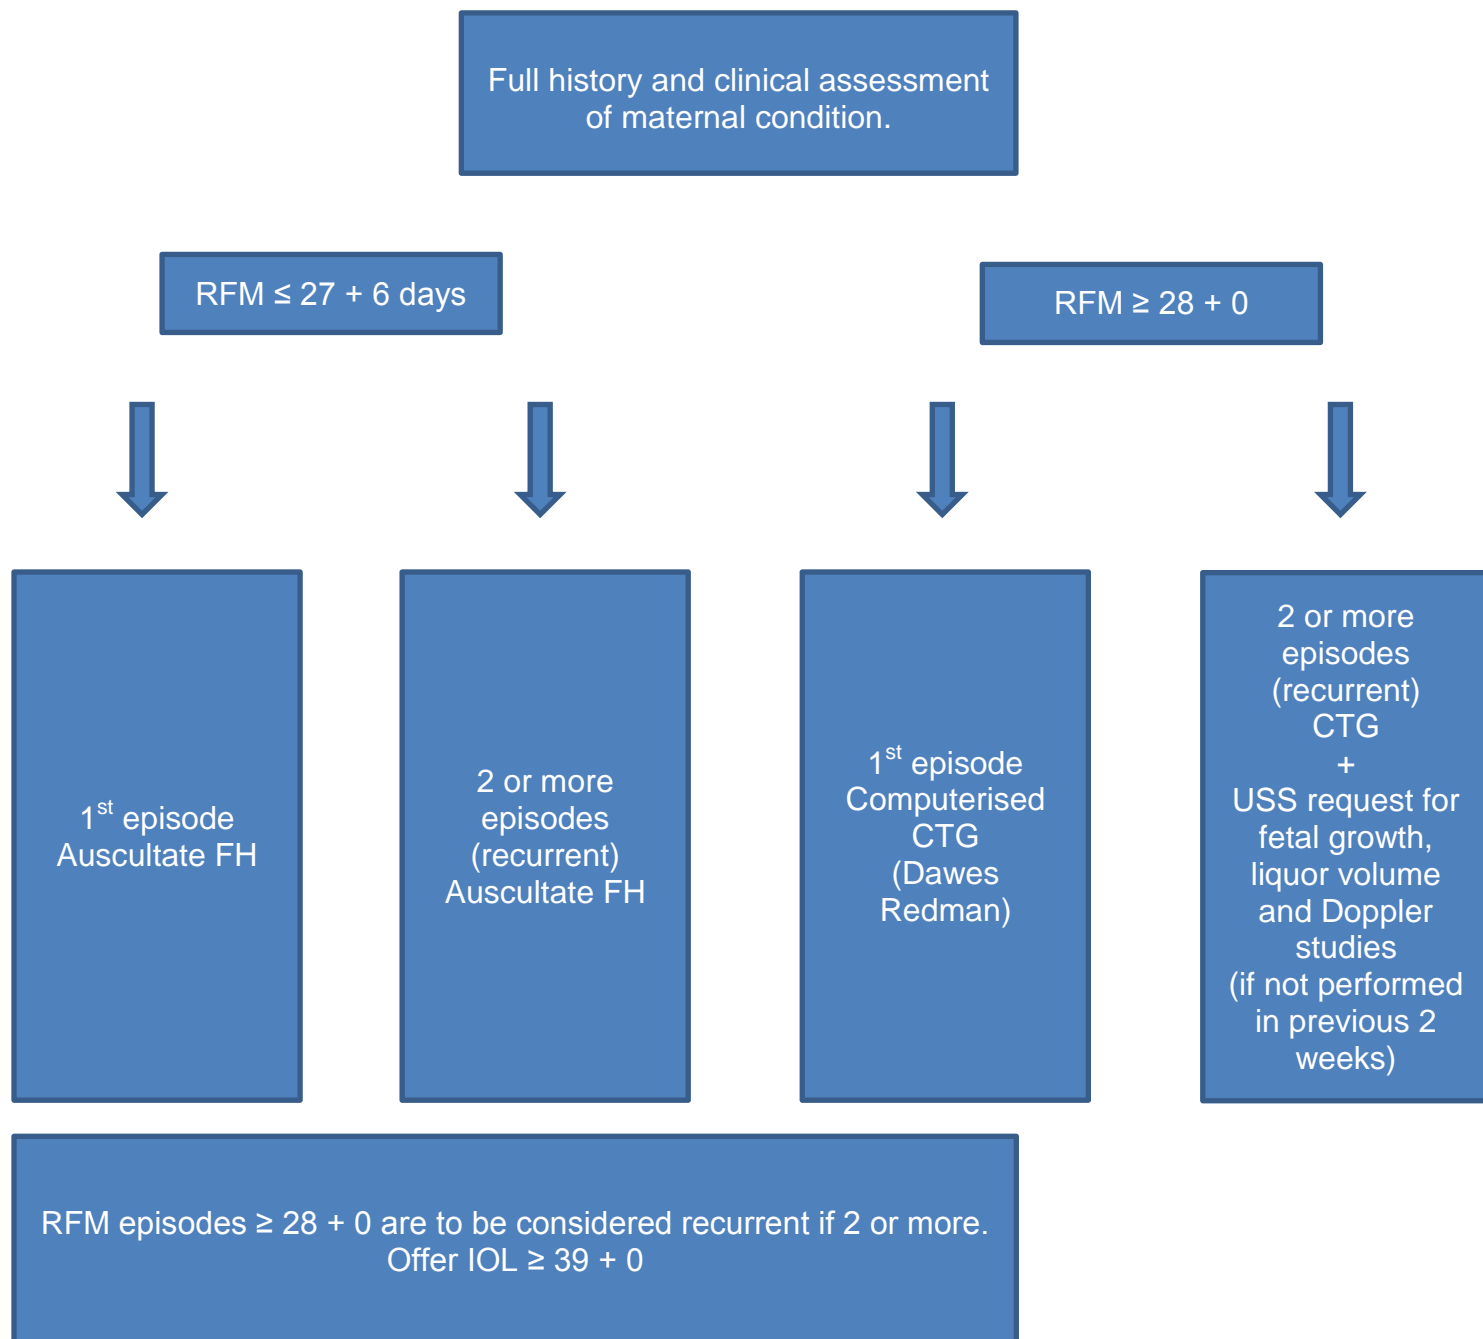 Full history and clinical assessment
of maternal condition.
RFM ≤ 27 + 6 days
RFM ≥ 28 + 0
1st episode
Auscultate FH
2 or more
episodes
(recurrent)
Auscultate FH
1st episode
Computerised
CTG
(Dawes
Redman)
2 or more
episodes
(recurrent)
CTG
+
USS request for
fetal growth,
liquor volume
and Doppler
studies
(if not performed
in previous 2
weeks)
RFM episodes ≥ 28 + 0 are to be considered recurrent if 2 or more.
Offer IOL ≥ 39 + 0